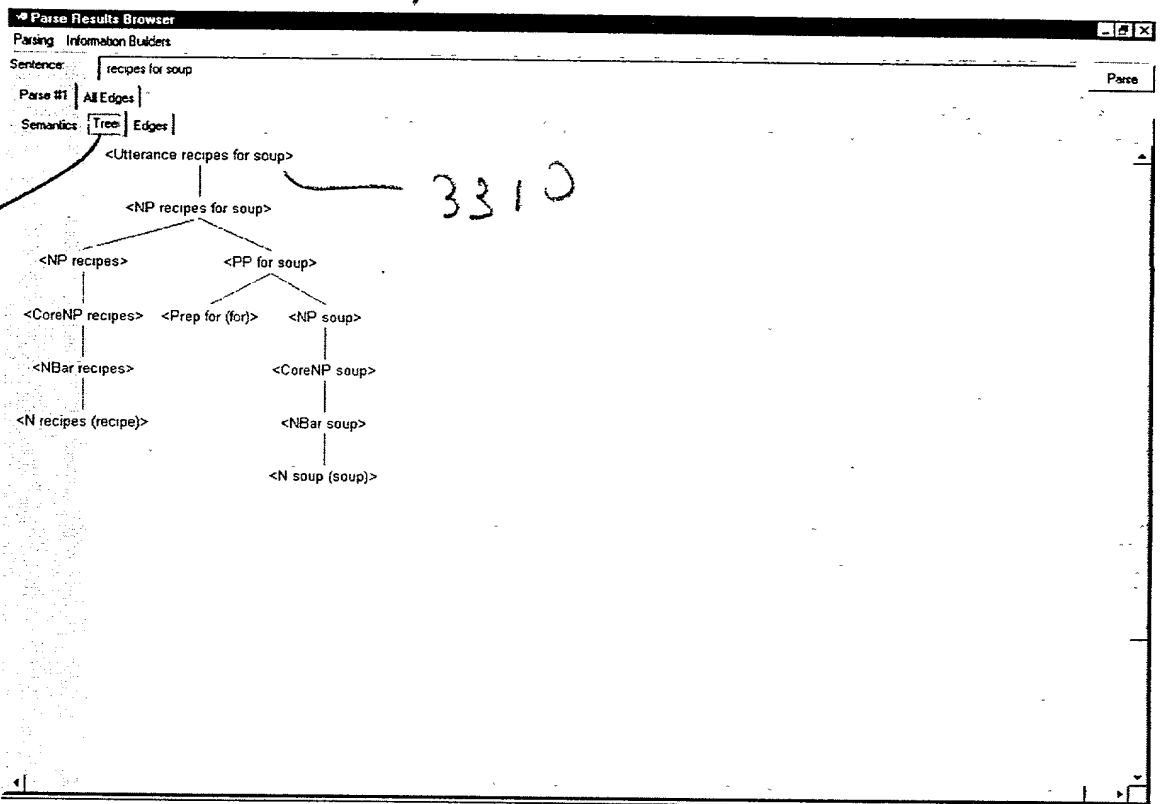 Parse Results Browser
Parsing Information Builders
Sentence: recipes for soup
Parse
Parse #1 All Edges
Semantics Tree Edges
<Utterance recipes for soup>
3310
<NP recipes for soup>
<NP recipes> <PP for soup>
<CoreNP recipes> <Prep for (for)> <NP soup>
<NBar recipes> <CoreNP soup>
<N recipes (recipe)> <NBar soup>
<N soup (soup)>